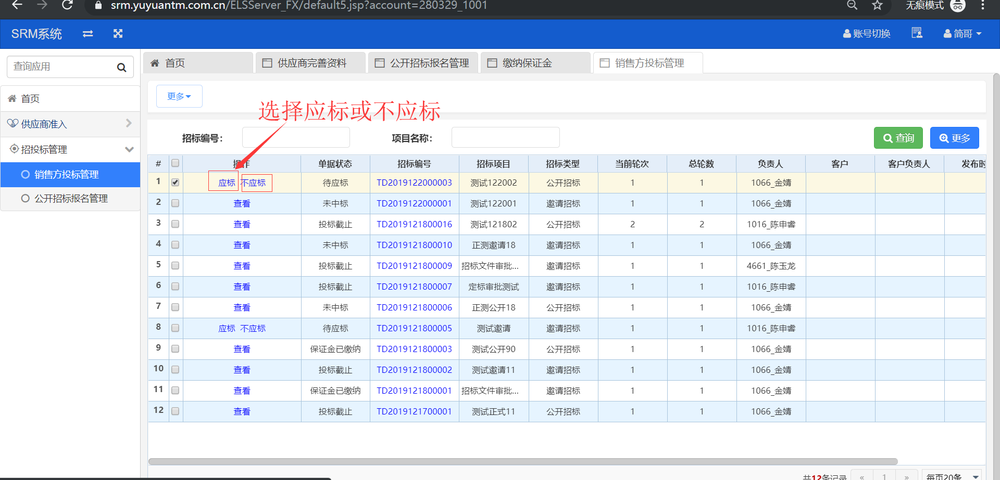 srm.yuyuantm.com.cn/ELSServer_FX/default5.jsp?account=280329_1001 无痕模式
SRM系统 账号切换 简哥
查询应用
首页
供应商准入
招投标管理
销售方投标管理
公开招标报名管理
首页 供应商完善资料 公开招标报名管理 缴纳保证金 销售方投标管理
更多
选择应标或不应标
招标编号： 项目名称： 查询 更多
# 操作 单据状态 招标编号 招标项目 招标类型 当前轮次 总轮数 负责人 客户 客户负责人 发布时
1 应标 不应标 待应标 TD2019122000003 测试122002 公开招标 1 1 1066_金婧
2 查看 未中标 TD2019122000001 测试122001 邀请招标 1 1 1066_金婧
3 查看 投标截止 TD2019121800016 测试121802 公开招标 2 2 1016_陈申睿
4 查看 未中标 TD2019121800010 正测邀请18 邀请招标 1 1 1066_金婧
5 查看 投标截止 TD2019121800009 招标文件审批... 邀请招标 1 1 4661_陈玉龙
6 查看 投标截止 TD2019121800007 定标审批测试 邀请招标 1 1 1016_陈申睿
7 查看 未中标 TD2019121800006 正测公开18 公开招标 1 1 1066_金婧
8 应标 不应标 待应标 TD2019121800005 测试邀请 邀请招标 1 1 1016_陈申睿
9 查看 保证金已缴纳 TD2019121800003 测试公开90 公开招标 1 1 1066_金婧
10 查看 投标截止 TD2019121800002 测试邀请11 邀请招标 1 1 1066_金婧
11 查看 保证金已缴纳 TD2019121800001 招标文件审批... 邀请招标 1 1 1066_金婧
12 查看 投标截止 TD2019121700001 测试正式11 公开招标 1 1 1066_金婧
共12条记录 « 1 » 每页20条